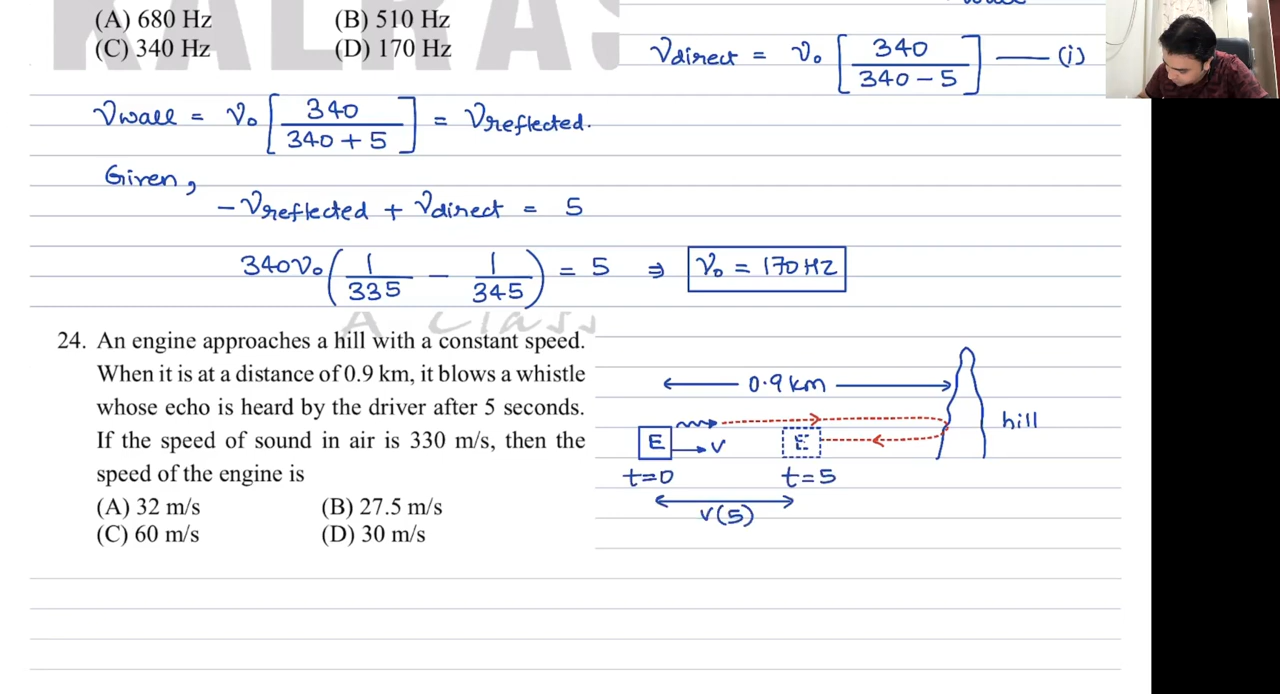 (A) 680 Hz (B) 510 Hz
(C) 340 Hz (D) 170 Hz
νdirect = ν₀ [340 / (340 − 5)] —— (i)
νwall = ν₀ [340 / (340 + 5)] = νreflected.
Given,
−νreflected + νdirect = 5
340ν₀ (1/335 − 1/345) = 5 ⇒ ν₀ = 170 Hz
A Class
24. An engine approaches a hill with a constant speed.
When it is at a distance of 0.9 km, it blows a whistle
whose echo is heard by the driver after 5 seconds.
If the speed of sound in air is 330 m/s, then the
speed of the engine is
(A) 32 m/s (B) 27.5 m/s
(C) 60 m/s (D) 30 m/s
0.9 km
hill
E v E
t=0 t=5
v(5)